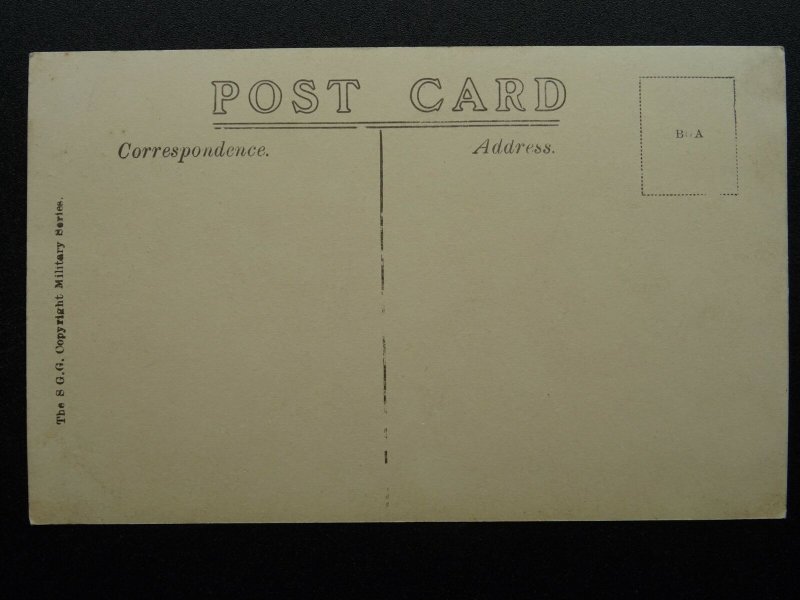 POST CARD
Correspondence.
Address.
B & A
The S G.G. Copyright Military Series.